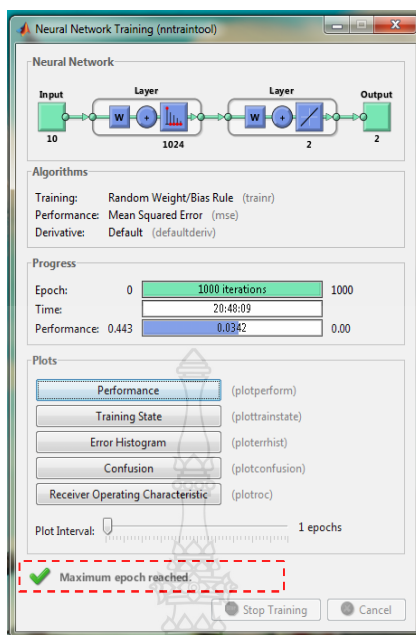 Neural Network Training (nntraintool)
Neural Network
Input
Layer
Layer
Output
W
+
W
+
10
1024
2
2
Algorithms
Training: Random Weight/Bias Rule (trainr)
Performance: Mean Squared Error (mse)
Derivative: Default (defaultderiv)
Progress
Epoch: 0 1000 iterations 1000
Time: 20:48:09
Performance: 0.443 0.0342 0.00
Plots
Performance (plotperform)
Training State (plottrainstate)
Error Histogram (ploterrhist)
Confusion (plotconfusion)
Receiver Operating Characteristic (plotroc)
Plot Interval: 1 epochs
Maximum epoch reached.
Stop Training Cancel